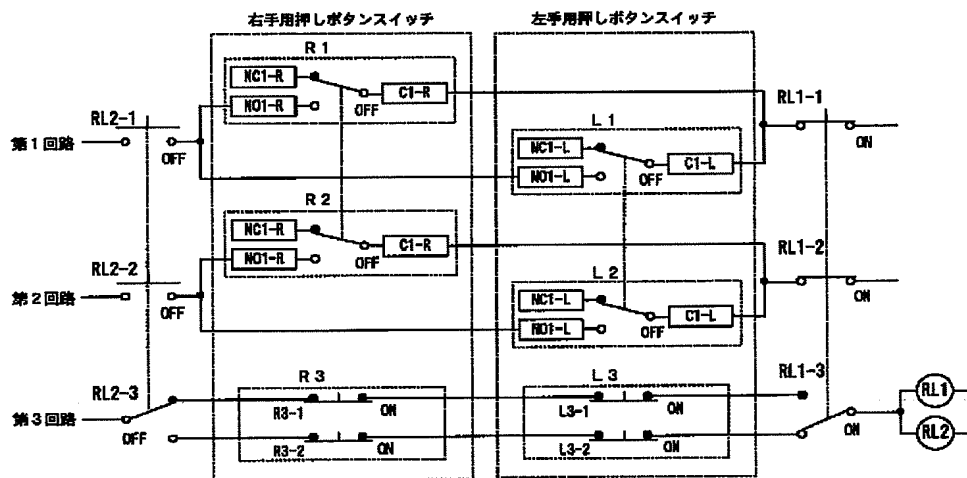 右手用押しボタンスイッチ 左手用押しボタンスイッチ
R1
NC1-R
NO1-R
OFF
C1-R
RL2-1
第1回路
OFF
L1
NC1-L
NO1-L
OFF
C1-L
RL1-1
ON
R2
NC1-R
NO1-R
OFF
C1-R
RL2-2
第2回路
OFF
L2
NC1-L
NO1-L
OFF
C1-L
RL1-2
ON
RL2-3
第3回路
OFF
R3
R3-1
ON
R3-2
ON
L3
L3-1
ON
L3-2
ON
RL1-3
ON
RL1
RL2